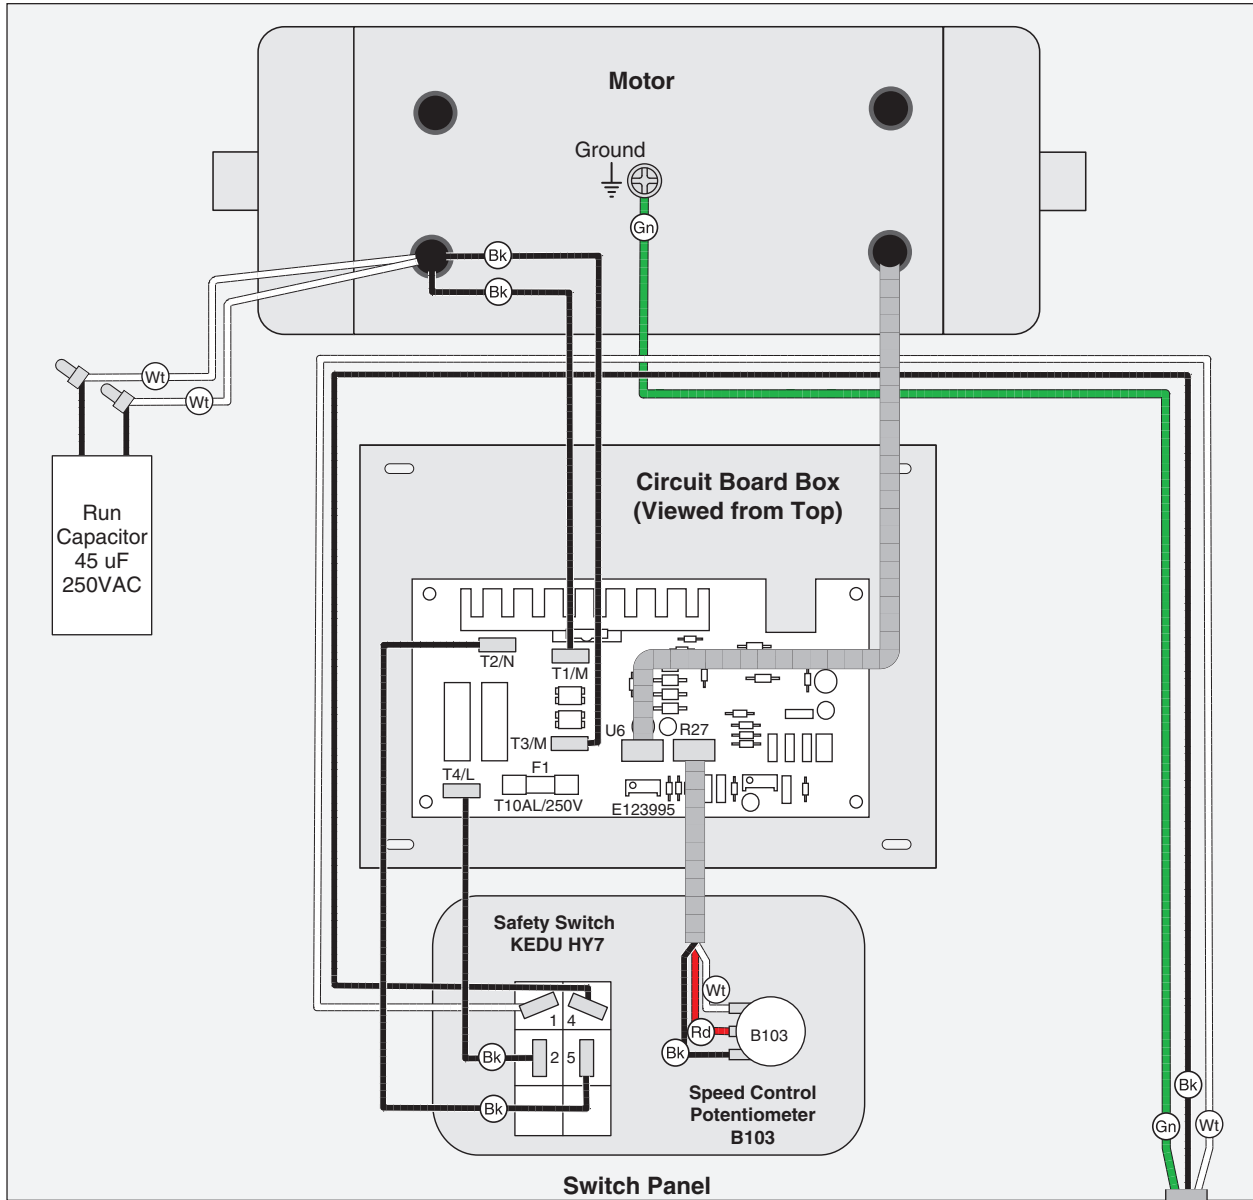 Motor
Ground
Gn
Bk
Bk
Wt
Wt
Run
Capacitor
45 uF
250VAC
Circuit Board Box
(Viewed from Top)
T2/N
T1/M
U6
R27
T3/M
T4/L
F1
T10AL/250V
E123995
Safety Switch
KEDU HY7
1
4
2
5
Bk
Bk
Wt
Rd
Bk
B103
Speed Control
Potentiometer
B103
Bk
Gn
Wt
Switch Panel